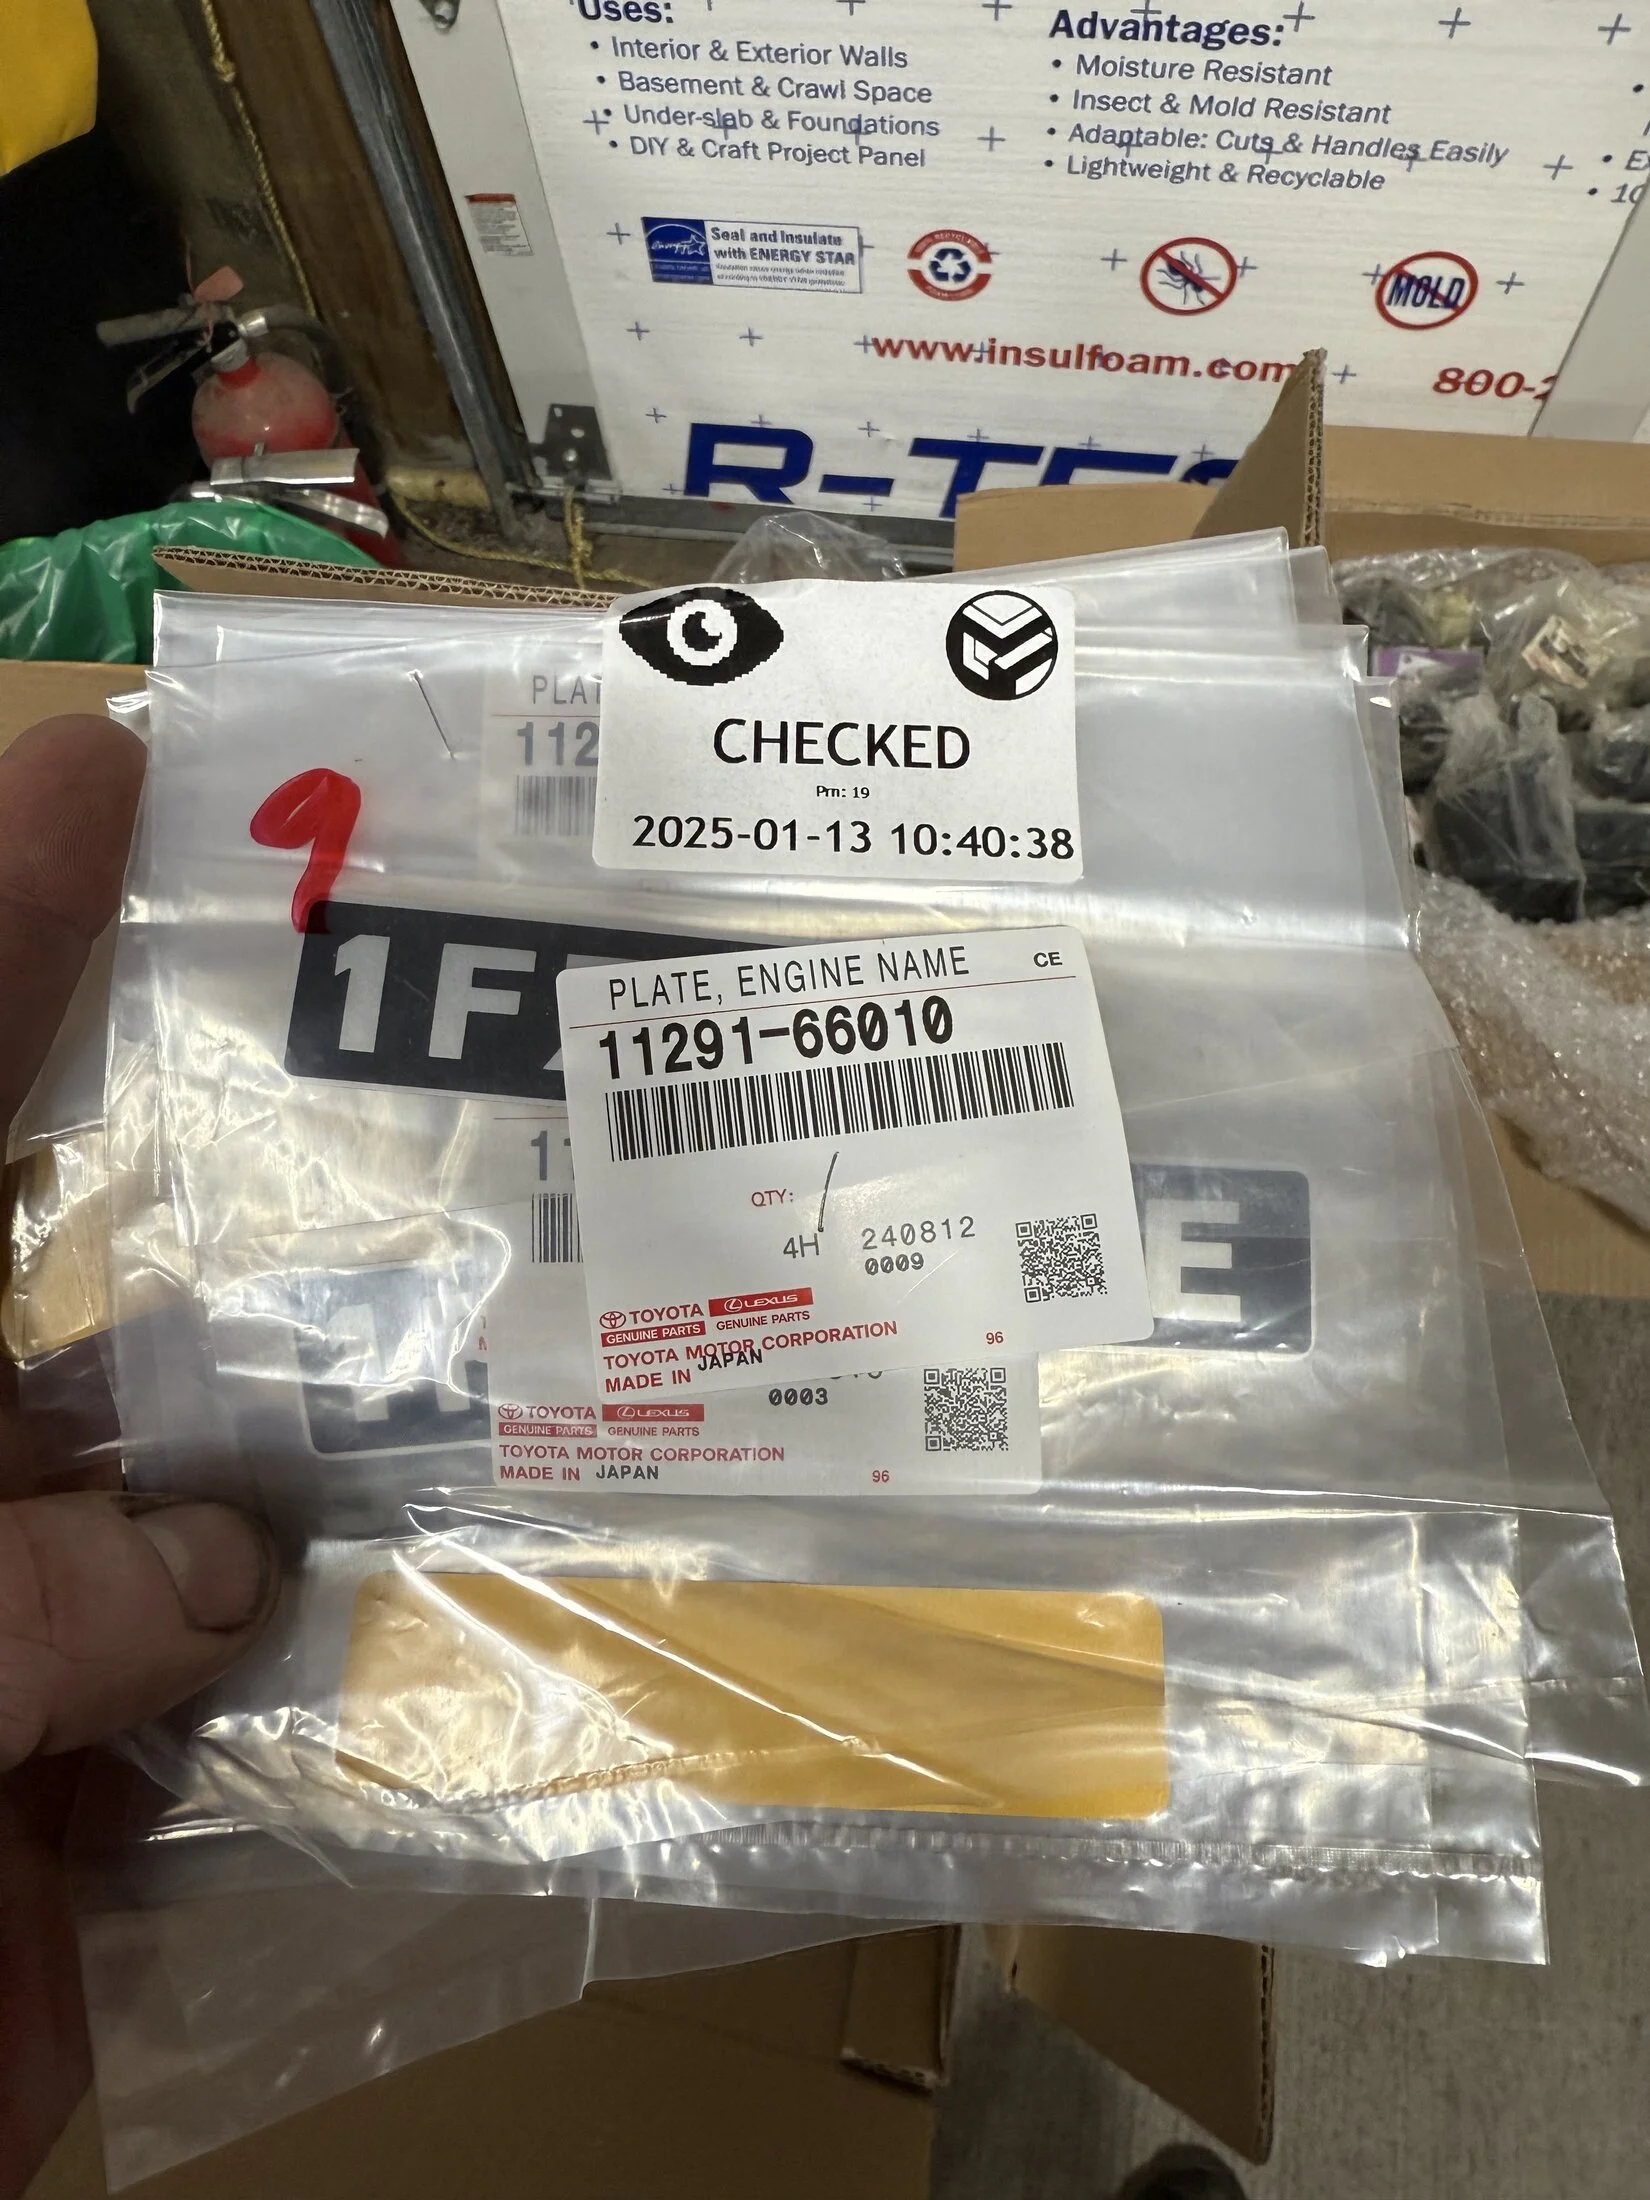 Uses:
• Interior & Exterior Walls
• Basement & Crawl Space
• Under-slab & Foundations
• DIY & Craft Project Panel
Advantages:
• Moisture Resistant
• Insect & Mold Resistant
• Adaptable: Cuts & Handles Easily
• Lightweight & Recyclable
Seal and Insulate
with ENERGY STAR
MOLD
www.insulfoam.com
800-
R-TE
CHECKED
Prn: 19
2025-01-13 10:40:38
9
PLAT
112
1F
PLATE, ENGINE NAME CE
11291-66010
QTY: /
4H 240812
0009
TOYOTA LEXUS
GENUINE PARTS GENUINE PARTS
TOYOTA MOTOR CORPORATION
MADE IN JAPAN 96
E
11
0003
TOYOTA LEXUS
GENUINE PARTS GENUINE PARTS
TOYOTA MOTOR CORPORATION
MADE IN JAPAN 96